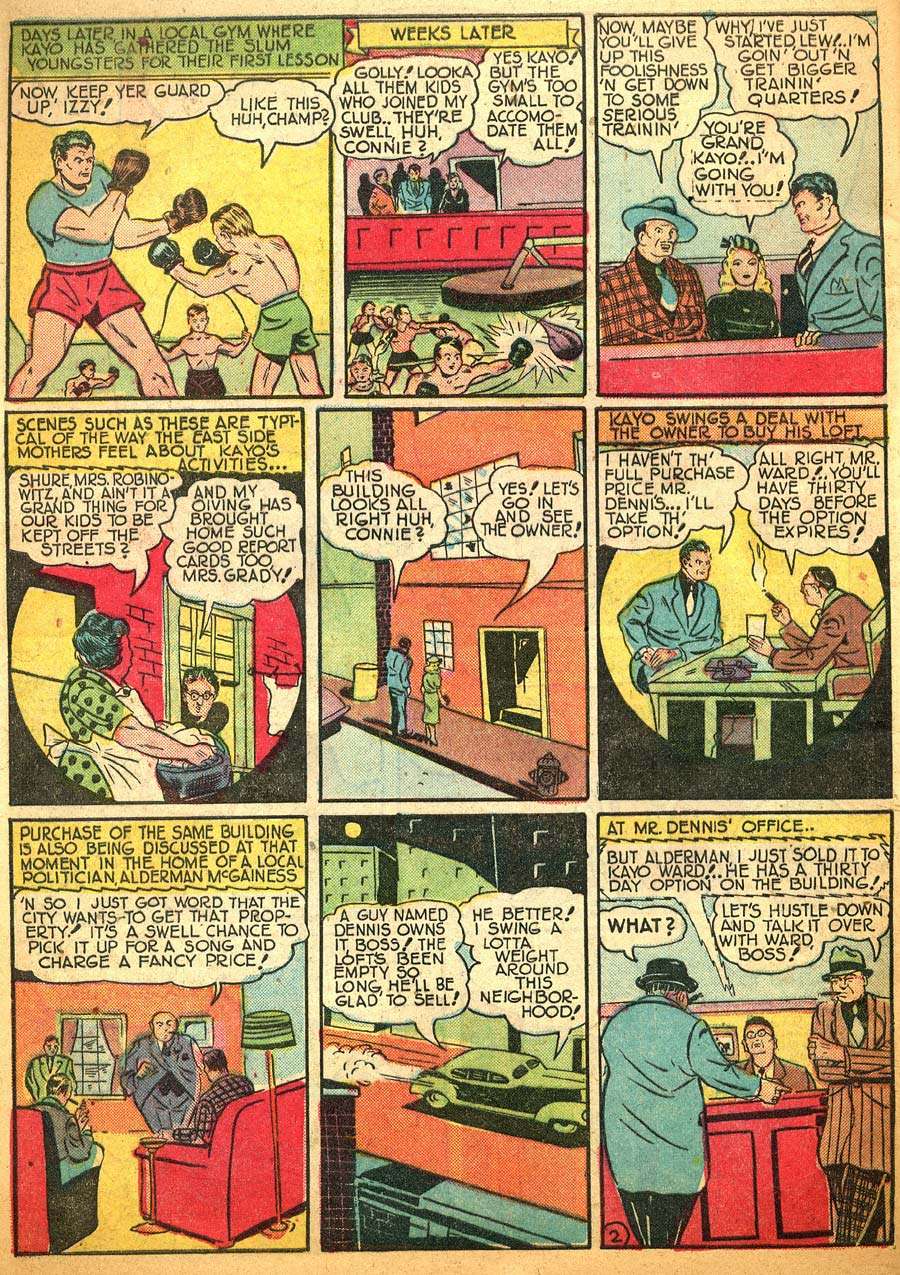 DAYS LATER IN A LOCAL GYM WHERE
KAYO HAS GATHERED THE SLUM
YOUNGSTERS FOR THEIR FIRST LESSON
NOW, KEEP YER GUARD
UP, IZZY!
LIKE THIS
HUH, CHAMP?
WEEKS LATER
GOLLY! LOOKA
ALL THEM KIDS
WHO JOINED MY
CLUB.. THEY'RE
SWELL, HUH,
CONNIE?
YES KAYO!
BUT THE
GYM'S TOO
SMALL TO
ACCOMO-
DATE THEM
ALL!
NOW, MAYBE
YOU'LL GIVE
UP THIS
FOOLISHNESS
'N GET DOWN
TO SOME
SERIOUS
TRAININ'
WHY! I'VE JUST
STARTED, LEW!..I'M
GOIN' OUT 'N
GET BIGGER
TRAININ'
QUARTERS!
YOU'RE
GRAND
KAYO!..I'M
GOING
WITH YOU!
SCENES SUCH AS THESE ARE TYPI-
CAL OF THE WAY THE EAST SIDE
MOTHERS FEEL ABOUT KAYO'S
ACTIVITIES...
SHURE, MRS. ROBINO-
WITZ, AND AIN'T IT A
GRAND THING FOR
OUR KIDS TO BE
KEPT OFF THE
STREETS?
AND MY
OIVING HAS
BROUGHT
HOME SUCH
GOOD REPORT
CARDS TOO,
MRS. GRADY!
THIS
BUILDING
LOOKS ALL
RIGHT HUH,
CONNIE?
YES! LET'S
GO IN
AND SEE
THE OWNER!
KAYO SWINGS A DEAL WITH
THE OWNER TO BUY HIS LOFT
I HAVEN'T TH'
FULL PURCHASE
PRICE, MR.
DENNIS... I'LL
TAKE TH'
OPTION!
ALL RIGHT, MR.
WARD!..YOU'LL
HAVE THIRTY
DAYS BEFORE
THE OPTION
EXPIRES!
PURCHASE OF THE SAME BUILDING
IS ALSO BEING DISCUSSED AT THAT
MOMENT IN THE HOME OF A LOCAL
POLITICIAN, ALDERMAN McGAINESS
'N SO I JUST GOT WORD THAT THE
CITY WANTS TO GET THAT PROP-
ERTY! IT'S A SWELL CHANCE TO
PICK IT UP FOR A SONG AND
CHARGE A FANCY PRICE!
A GUY NAMED
DENNIS OWNS
IT BOSS! THE
LOFT'S BEEN
EMPTY SO
LONG, HE'LL BE
GLAD TO SELL!
HE BETTER!
I SWING A
LOTTA
WEIGHT
AROUND
THIS
NEIGHBOR-
HOOD!
AT MR. DENNIS' OFFICE..
BUT ALDERMAN, I JUST SOLD IT TO
KAYO WARD!..HE HAS A THIRTY
DAY OPTION ON THE BUILDING!
WHAT?
LET'S HUSTLE DOWN
AND TALK IT OVER
WITH WARD,
BOSS!
2